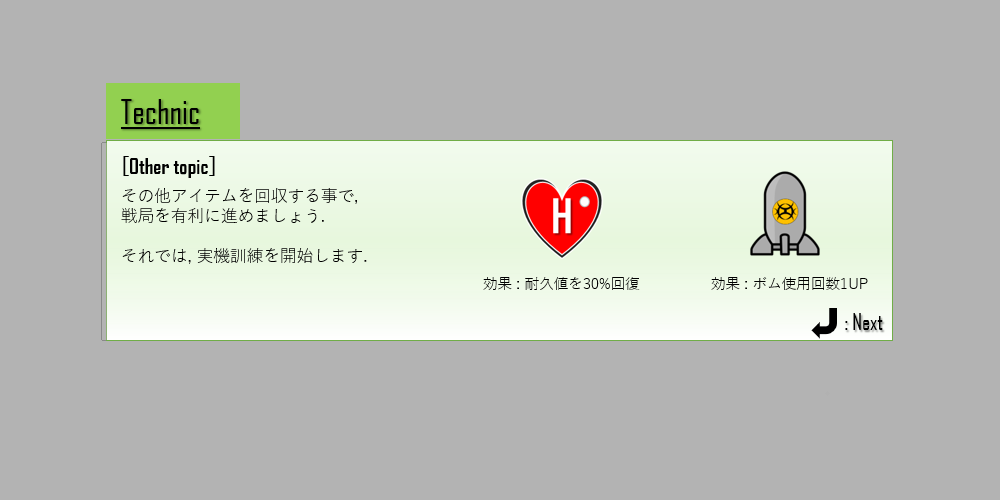 Technic
[Other topic]
その他アイテムを回収する事で,
戦局を有利に進めましょう.
それでは, 実機訓練を開始します.
H
効果 : 耐久値を30%回復
効果 : ボム使用回数1UP
: Next